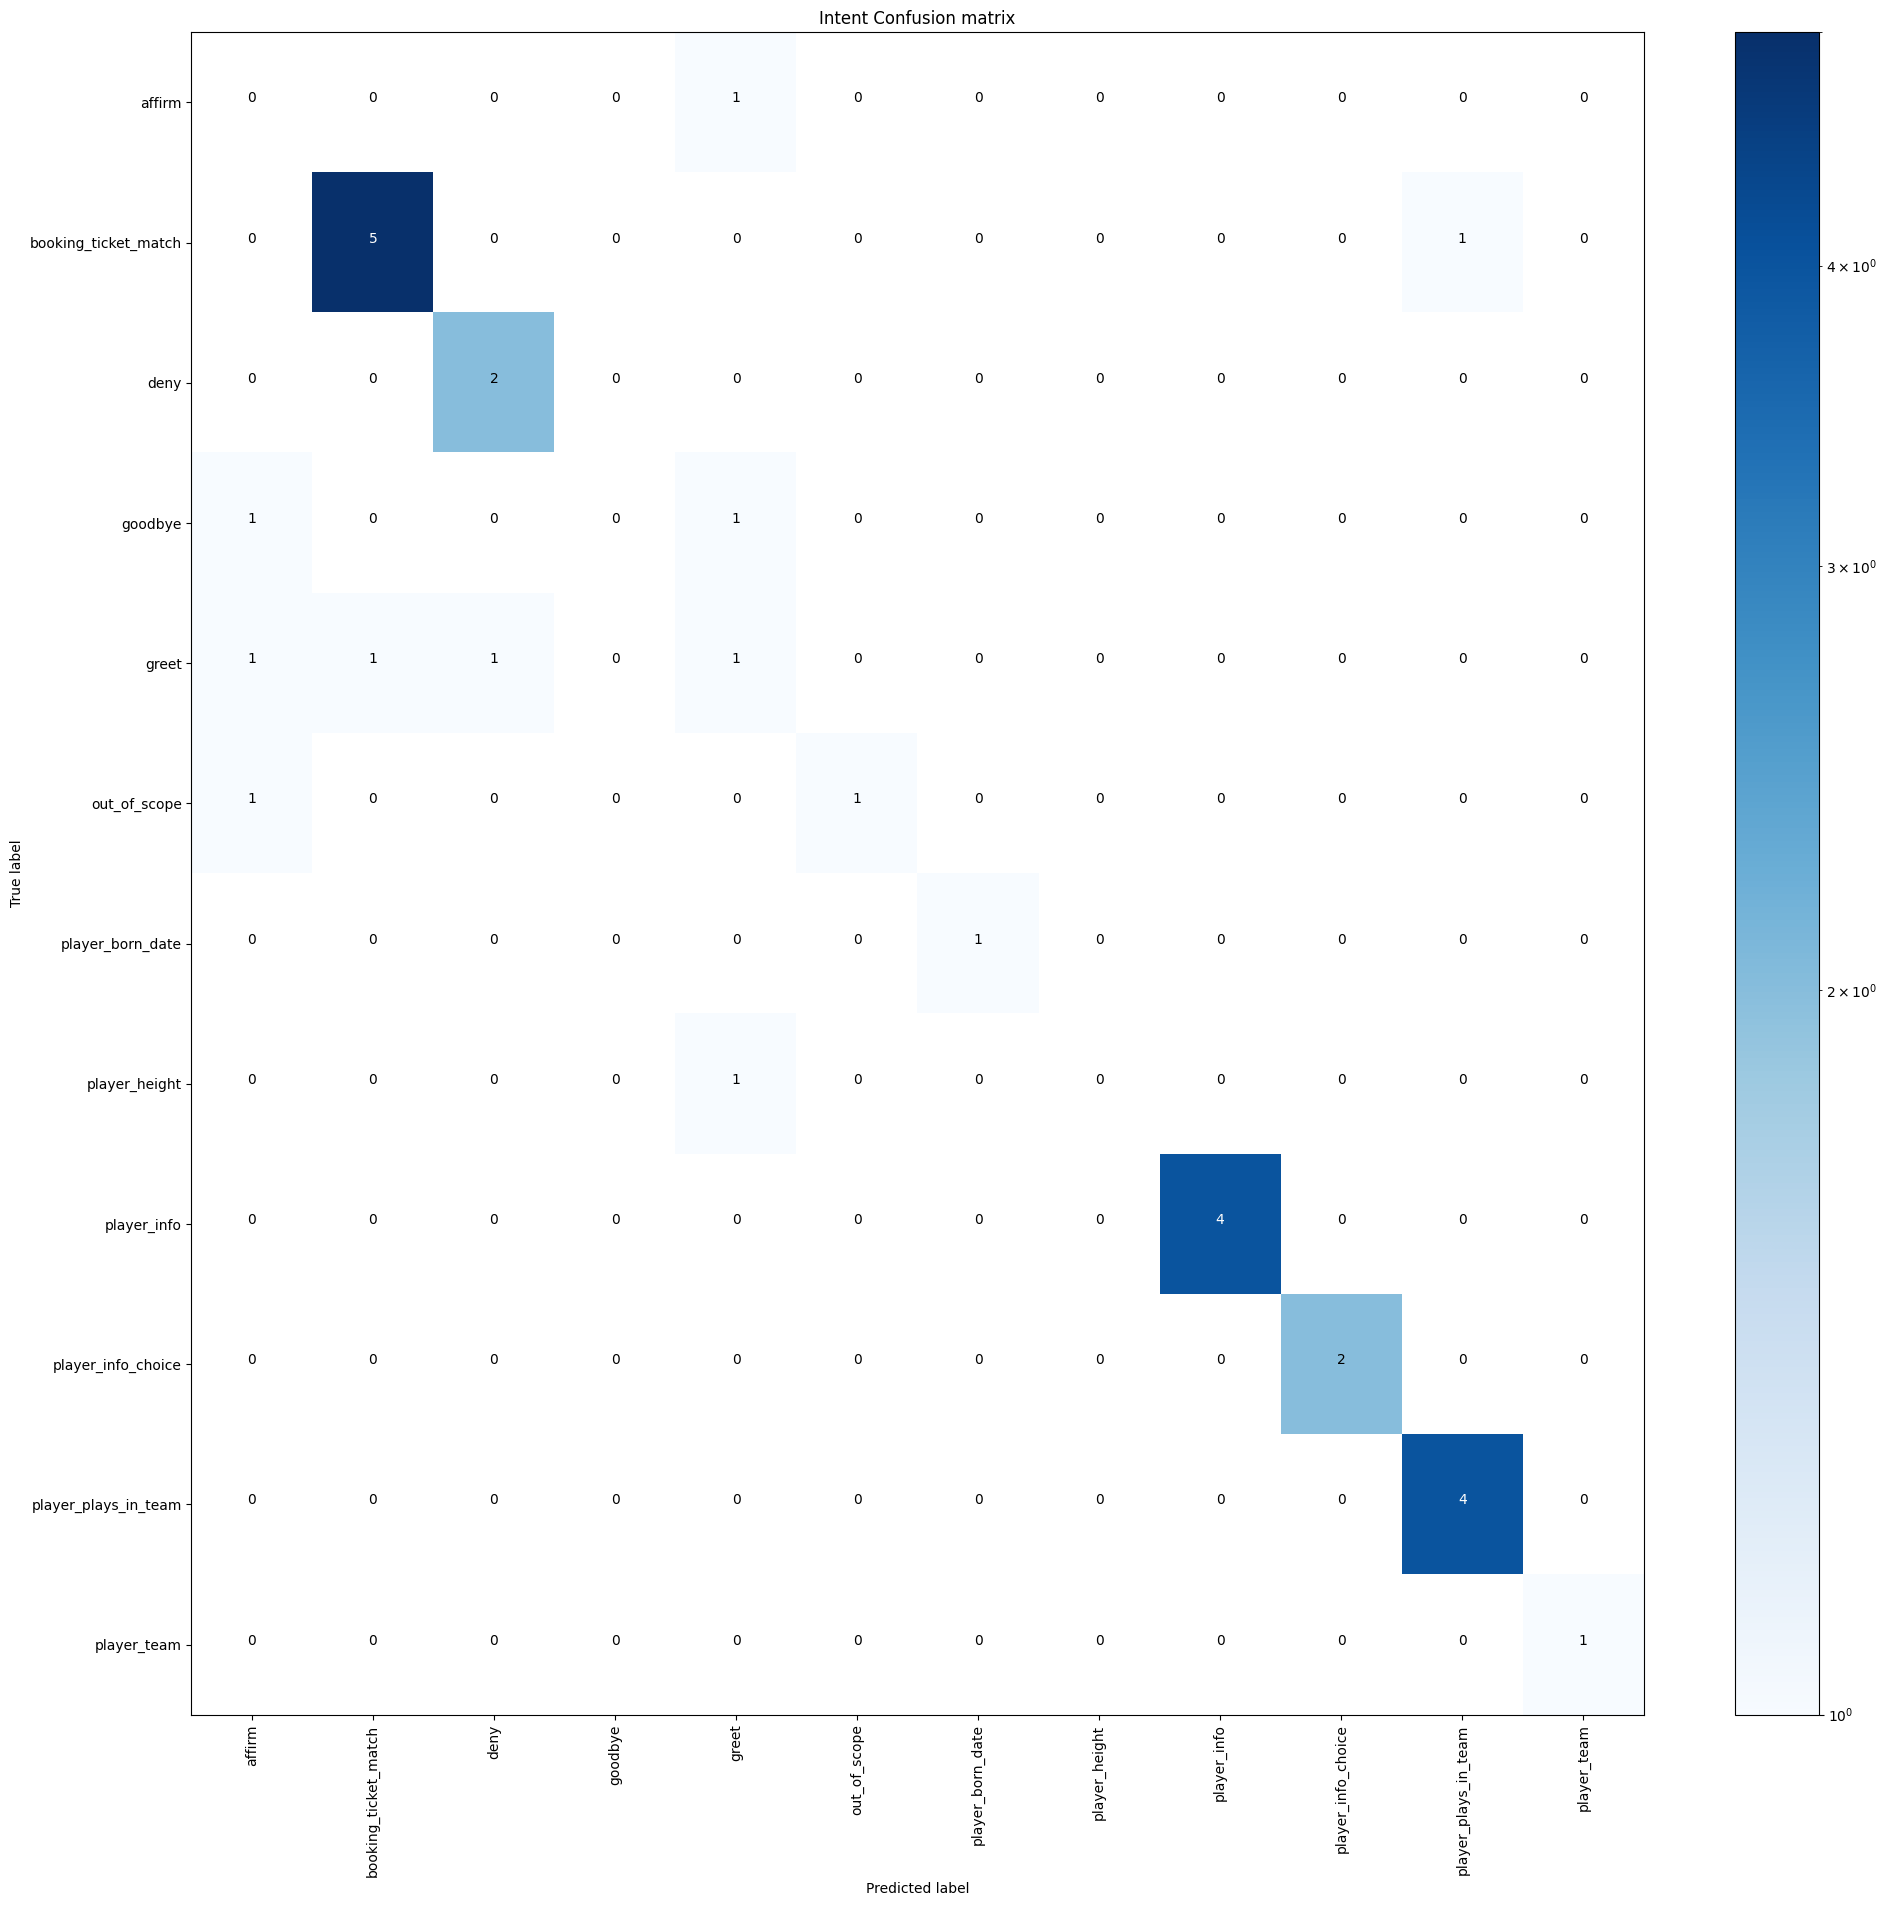 Intent Confusion matrix
affirm 0 0 0 0 1 0 0 0 0 0 0 0
booking_ticket_match 0 5 0 0 0 0 0 0 0 0 1 0
4 × 10⁰
deny 0 0 2 0 0 0 0 0 0 0 0 0
goodbye 1 0 0 0 1 0 0 0 0 0 0 0
3 × 10⁰
greet 1 1 1 0 1 0 0 0 0 0 0 0
out_of_scope 1 0 0 0 0 1 0 0 0 0 0 0
True label
player_born_date 0 0 0 0 0 0 1 0 0 0 0 0
2 × 10⁰
player_height 0 0 0 0 1 0 0 0 0 0 0 0
player_info 0 0 0 0 0 0 0 0 4 0 0 0
player_info_choice 0 0 0 0 0 0 0 0 0 2 0 0
player_plays_in_team 0 0 0 0 0 0 0 0 0 0 4 0
player_team 0 0 0 0 0 0 0 0 0 0 0 1
10⁰
affirm
booking_ticket_match
deny
goodbye
greet
out_of_scope
player_born_date
player_height
player_info
player_info_choice
player_plays_in_team
player_team
Predicted label